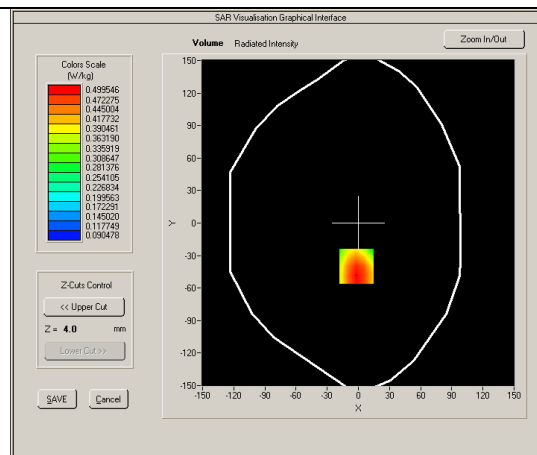 SAR Visualisation Graphical Interface
Volume Radiated Intensity
Zoom In/Out
Colors Scale
(W/kg)
0.499546
0.472275
0.445004
0.417732
0.390461
0.363190
0.335919
0.308647
0.281376
0.254105
0.226834
0.199563
0.172291
0.145020
0.117749
0.090478
Z-Cuts Control
<< Upper Cut
Z = 4.0 mm
Lower Cut >>
SAVE Cancel
150
120
90
60
30
0
-30
-60
-90
-120
-150
Y
-150 -120 -90 -60 -30 0 30 60 90 120 150
X